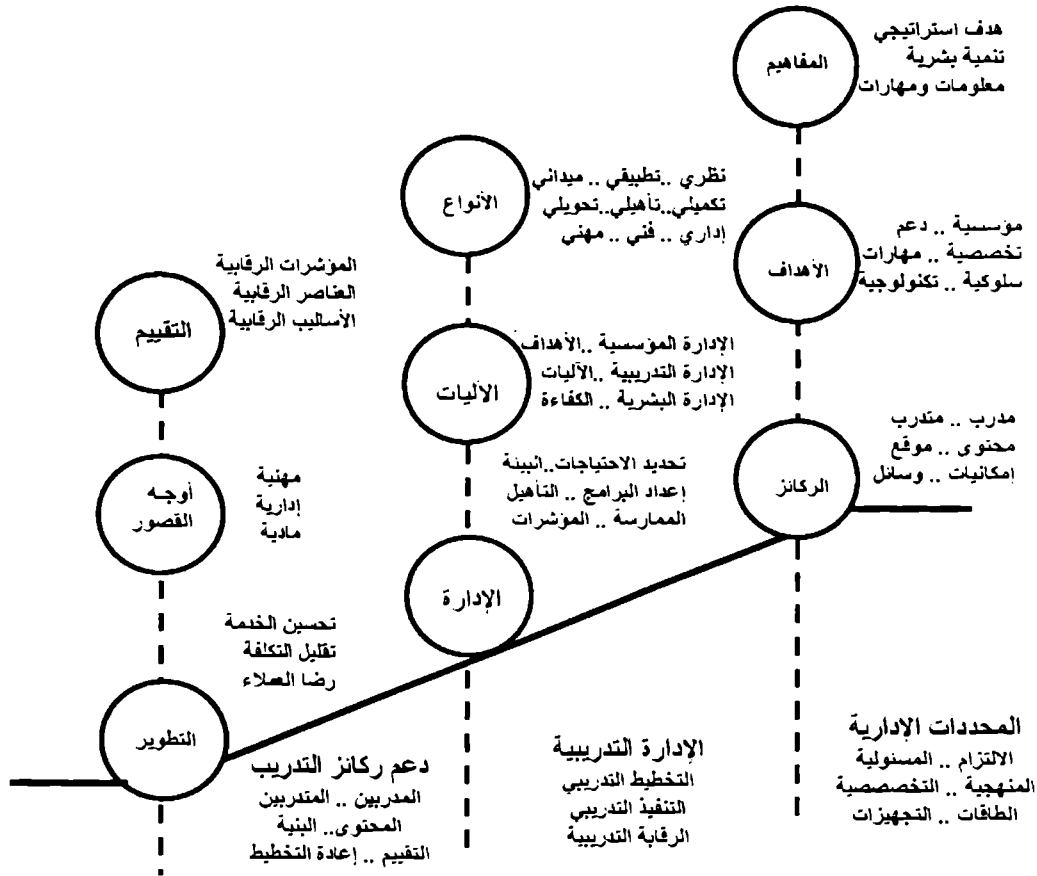 المفاهيم
هدف استراتيجي
تنمية بشرية
معلومات ومهارات
الأهداف
مؤسسية .. دعم
تخصصية .. مهارات
سلوكية .. تكنولوجية
الركائز
مدرب .. متدرب
محتوى .. موقع
إمكانيات .. وسائل
المحددات الإدارية
الالتزام .. المسئولية
المنهجية .. التخصصية
الطاقات .. التجهيزات
الأنواع
نظري ..تطبيقي .. ميداني
تكميلي..تأهيلي..تحويلي
إداري .. فني .. مهني
الآليات
الإدارة المؤسسية ..الأهداف
الإدارة التدريبية ..الآليات
الإدارة البشرية .. الكفاءة
الإدارة
تحديد الاحتياجات..البيئة
إعداد البرامج .. التأهيل
الممارسة .. المؤشرات
الإدارة التدريبية
التخطيط التدريبي
التنفيذ التدريبي
الرقابة التدريبية
التقييم
المؤشرات الرقابية
العناصر الرقابية
الأساليب الرقابية
أوجه
القصور
مهنية
إدارية
مادية
التطوير
تحسين الخدمة
تقليل التكلفة
رضا العملاء
دعم ركائز التدريب
المدربين .. المتدربين
المحتوى.. البنية
التقييم .. إعادة التخطيط